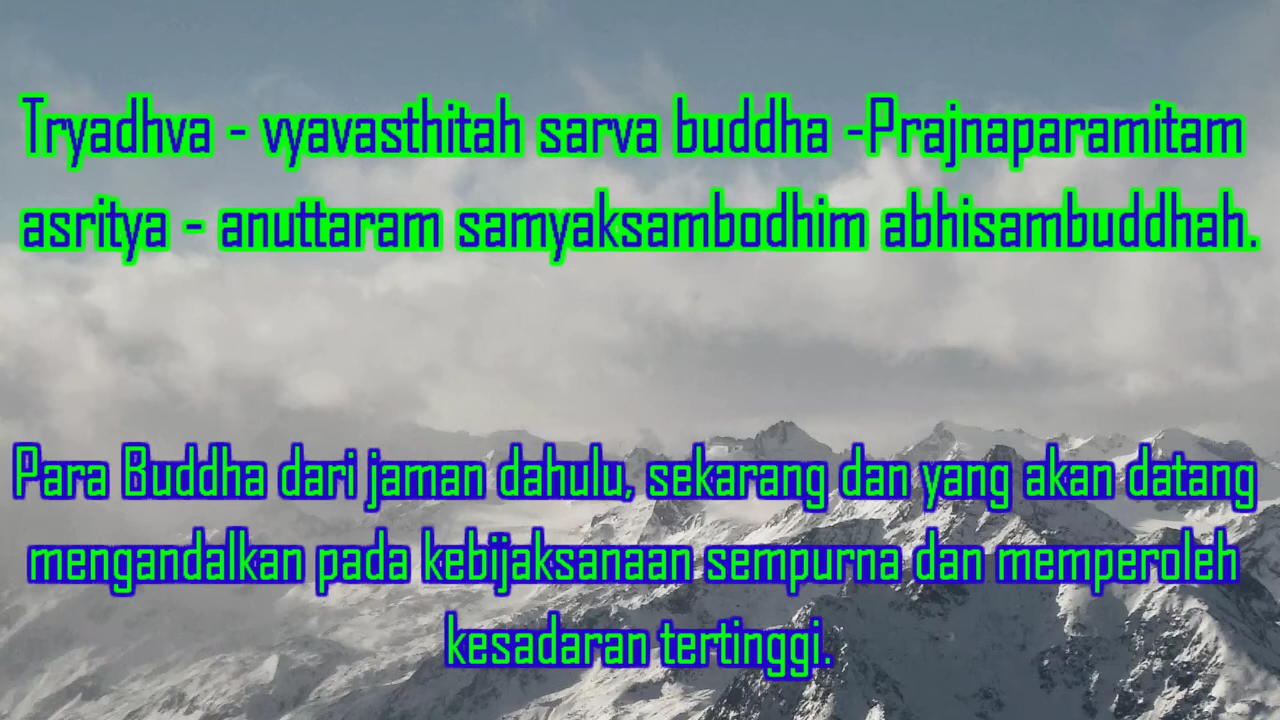 Tryadhva - vyavasthitah sarva buddha -Prajnaparamitam
asritya - anuttaram samyaksambodhim abhisambuddhah.
Para Buddha dari jaman dahulu, sekarang dan yang akan datang
mengandalkan pada kebijaksanaan sempurna dan memperoleh
kesadaran tertinggi.